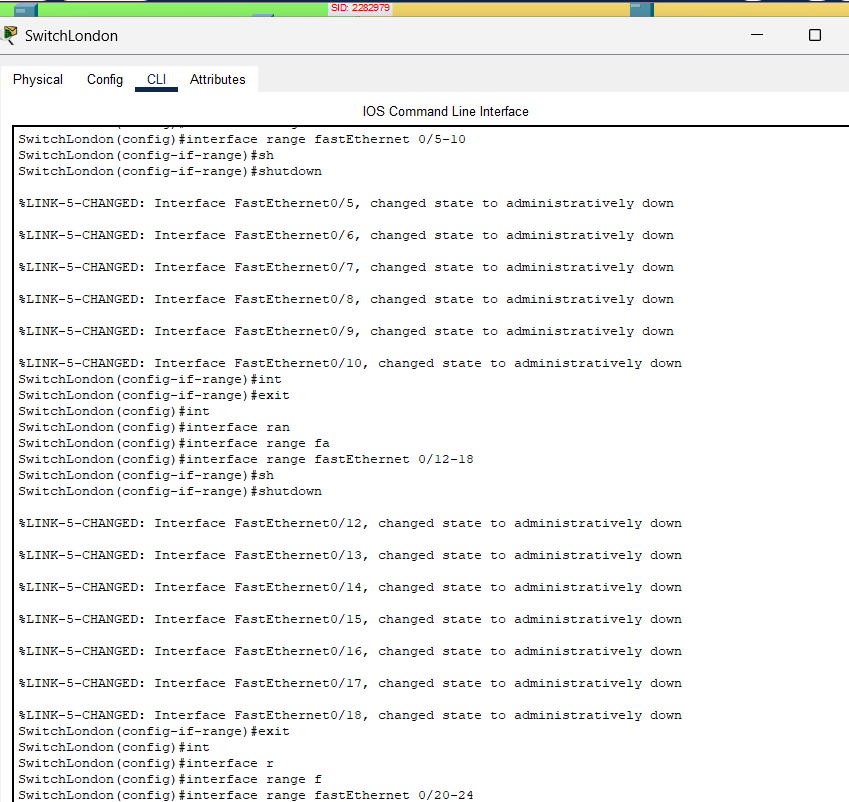 SID: 2282979
SwitchLondon
Physical Config CLI Attributes
IOS Command Line Interface
SwitchLondon(config)#interface range fastEthernet 0/5-10
SwitchLondon(config-if-range)#sh
SwitchLondon(config-if-range)#shutdown
%LINK-5-CHANGED: Interface FastEthernet0/5, changed state to administratively down
%LINK-5-CHANGED: Interface FastEthernet0/6, changed state to administratively down
%LINK-5-CHANGED: Interface FastEthernet0/7, changed state to administratively down
%LINK-5-CHANGED: Interface FastEthernet0/8, changed state to administratively down
%LINK-5-CHANGED: Interface FastEthernet0/9, changed state to administratively down
%LINK-5-CHANGED: Interface FastEthernet0/10, changed state to administratively down
SwitchLondon(config-if-range)#int
SwitchLondon(config-if-range)#exit
SwitchLondon(config)#int
SwitchLondon(config)#interface ran
SwitchLondon(config)#interface range fa
SwitchLondon(config)#interface range fastEthernet 0/12-18
SwitchLondon(config-if-range)#sh
SwitchLondon(config-if-range)#shutdown
%LINK-5-CHANGED: Interface FastEthernet0/12, changed state to administratively down
%LINK-5-CHANGED: Interface FastEthernet0/13, changed state to administratively down
%LINK-5-CHANGED: Interface FastEthernet0/14, changed state to administratively down
%LINK-5-CHANGED: Interface FastEthernet0/15, changed state to administratively down
%LINK-5-CHANGED: Interface FastEthernet0/16, changed state to administratively down
%LINK-5-CHANGED: Interface FastEthernet0/17, changed state to administratively down
%LINK-5-CHANGED: Interface FastEthernet0/18, changed state to administratively down
SwitchLondon(config-if-range)#exit
SwitchLondon(config)#int
SwitchLondon(config)#interface r
SwitchLondon(config)#interface range f
SwitchLondon(config)#interface range fastEthernet 0/20-24